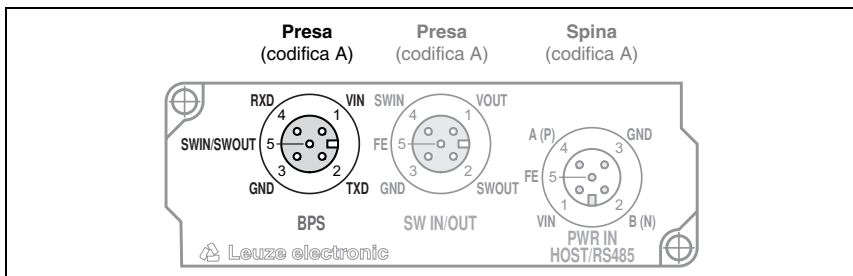 Presa Presa Spina
(codifica A) (codifica A) (codifica A)
RXD VIN SWIN VOUT
4 1 4 1 A (P) GND
4 3
SWIN/SWOUT 5 FE 5
FE 5
3 2 3 2
GND TXD GND SWOUT
1 2
VIN B (N)
BPS SW IN/OUT
PWR IN
Leuze electronic HOST/RS485